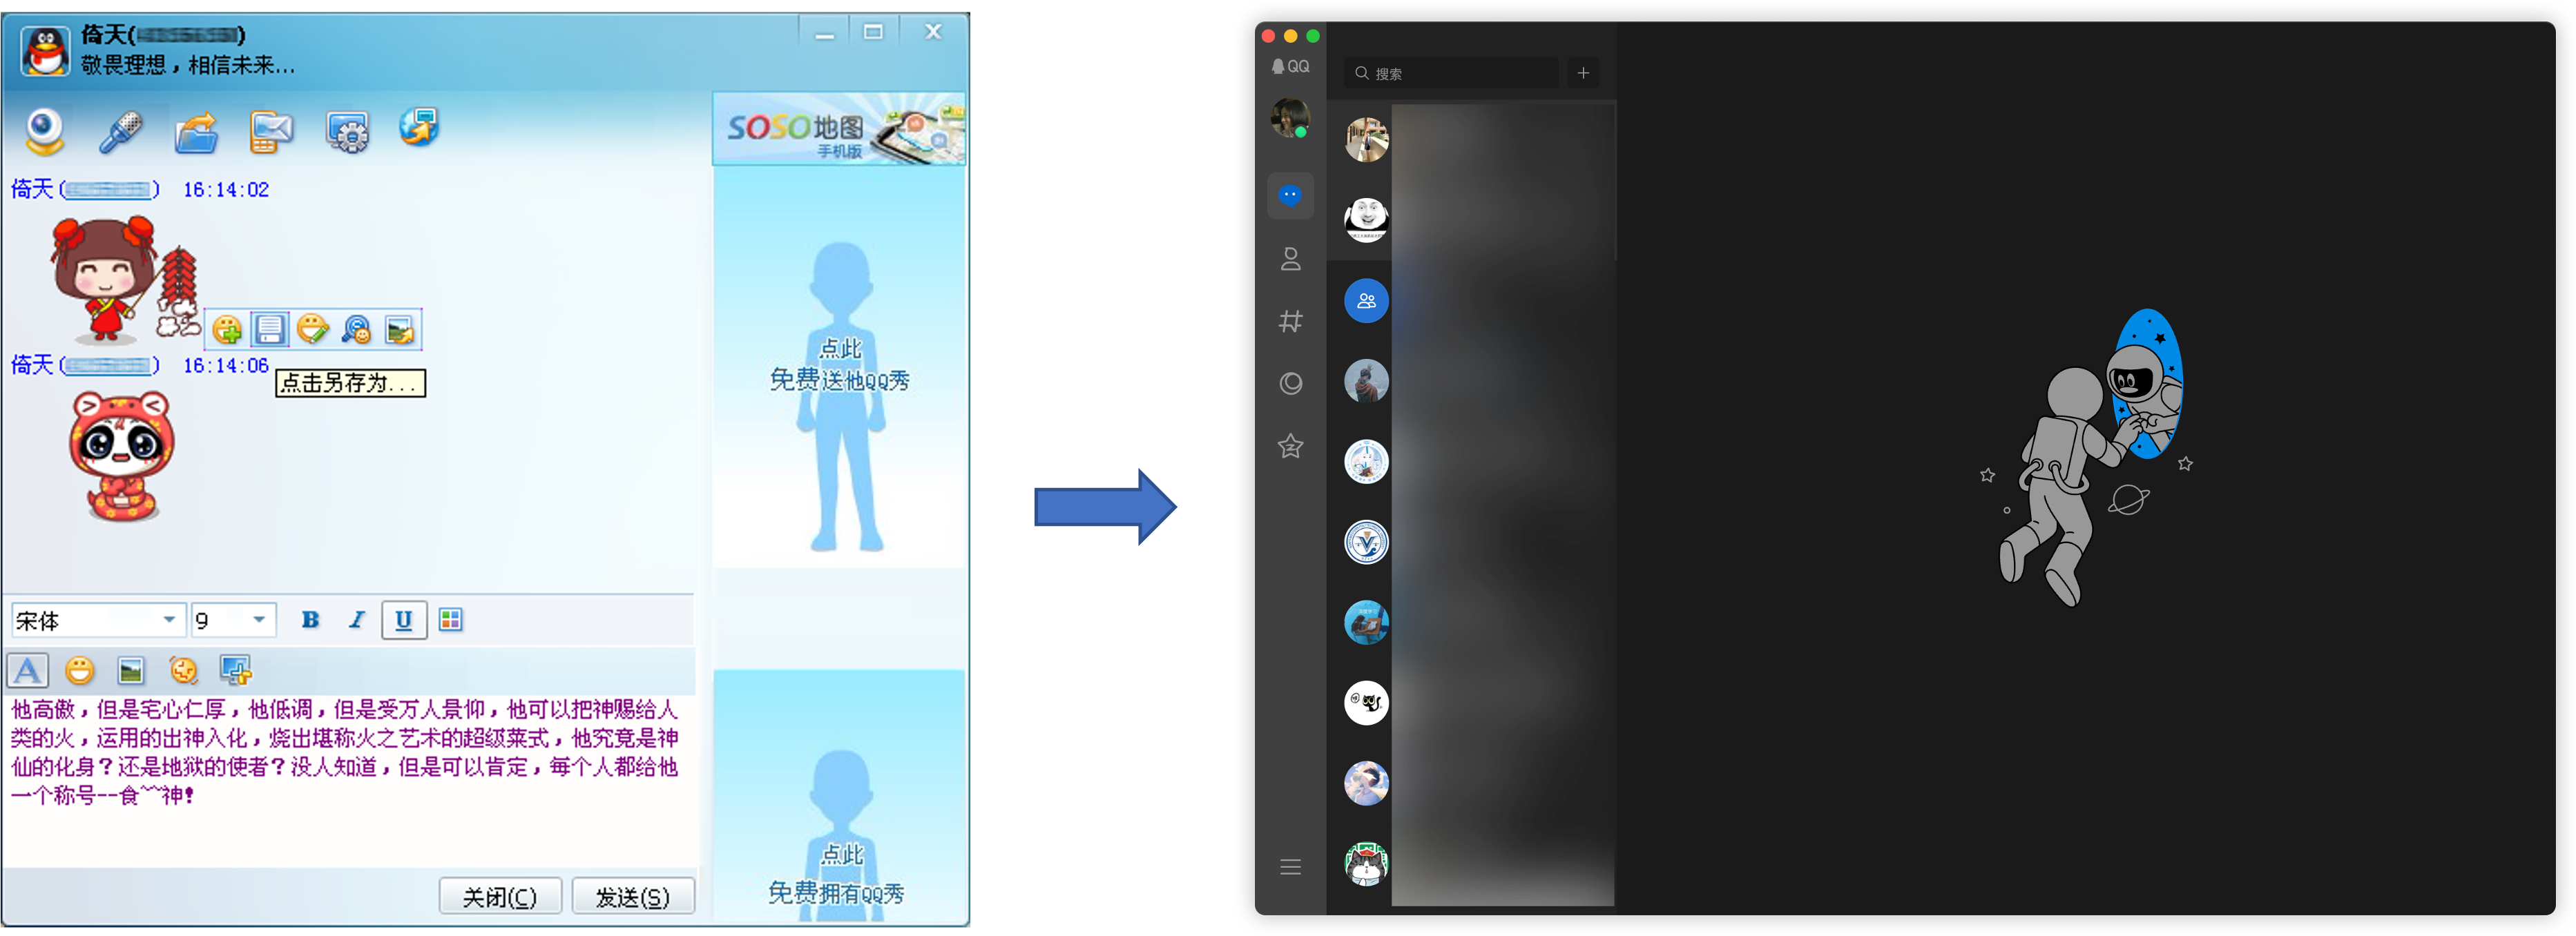 倚天(
)
敬畏理想，相信未来...
SOSO地图
手机版
倚天(
) 16:14:02
倚天(
) 16:14:06
点击另存为...
点此
免费送他QQ秀
宋体
9
B
I
U
A
他高傲，但是宅心仁厚，他低调，但是受万人景仰，他可以把神赐给人
类的火，运用的出神入化，烧出堪称火之艺术的超级菜式，他究竟是神
仙的化身？还是地狱的使者？没人知道，但是可以肯定，每个人都给他
一个称号--食^^神！
点此
免费拥有QQ秀
关闭(C)
发送(S)
QQ
搜索